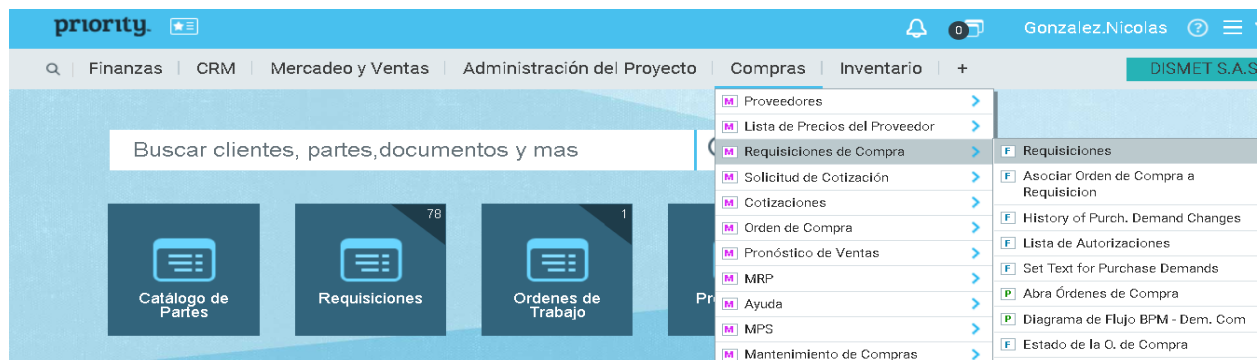 priority.
0
Gonzalez.Nicolas
Finanzas
CRM
Mercadeo y Ventas
Administración del Proyecto
Compras
Inventario
+
DISMET S.A.S
Buscar clientes, partes,documentos y mas
Catálogo de
Partes
78
Requisiciones
1
Ordenes de
Trabajo
M Proveedores
M Lista de Precios del Proveedor
M Requisiciones de Compra
M Solicitud de Cotización
M Cotizaciones
M Orden de Compra
M Pronóstico de Ventas
M MRP
M Ayuda
M MPS
M Mantenimiento de Compras
F Requisiciones
F Asociar Orden de Compra a
Requisicion
F History of Purch. Demand Changes
F Lista de Autorizaciones
F Set Text for Purchase Demands
P Abra Órdenes de Compra
P Diagrama de Flujo BPM - Dem. Com
F Estado de la O. de Compra